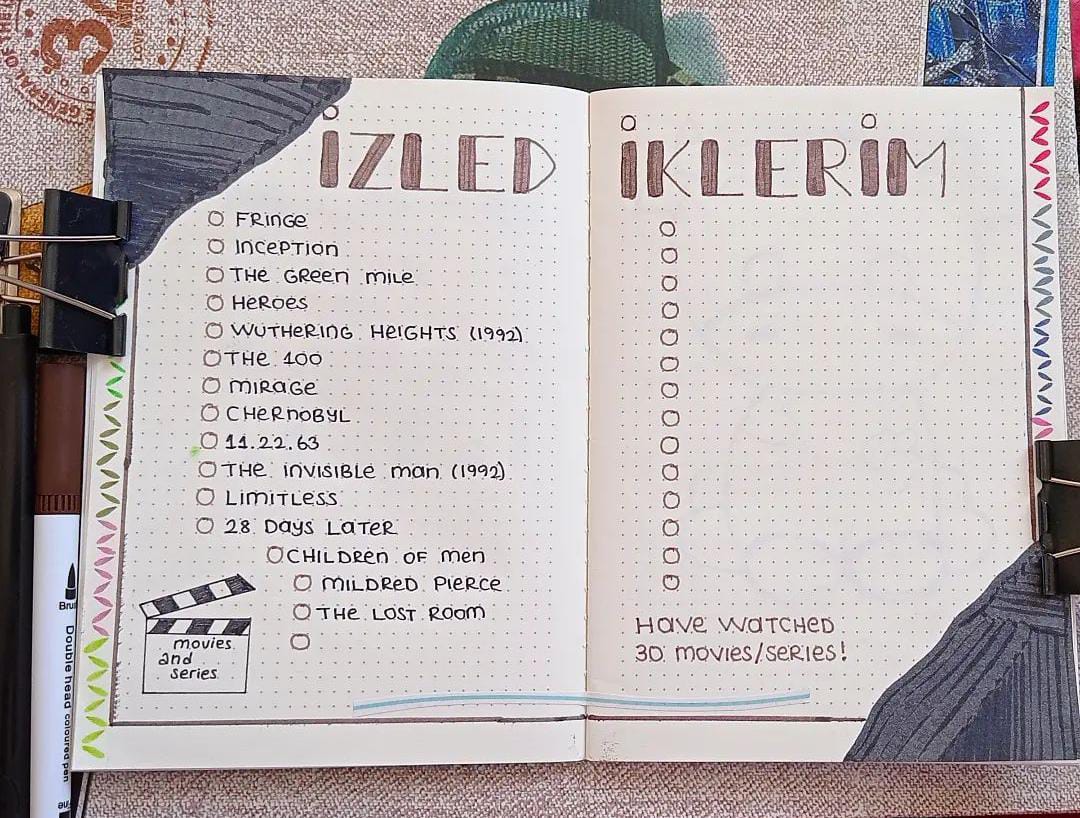 İZLED
FRINGE
INCEPTION
THE GREEN MILE
HEROES
WUTHERING HEIGHTS (1992)
THE 100
MIRAGE
CHERNOBYL
11.22.63
THE INVISIBLE MAN (1992)
LIMITLESS
28 DAYS LATER
CHILDREN OF MEN
MILDRED PIERCE
THE LOST ROOM
movies
and
series
İKLERİM
HAVE WATCHED
30 MOVIES/SERIES!
Double head coloured pen